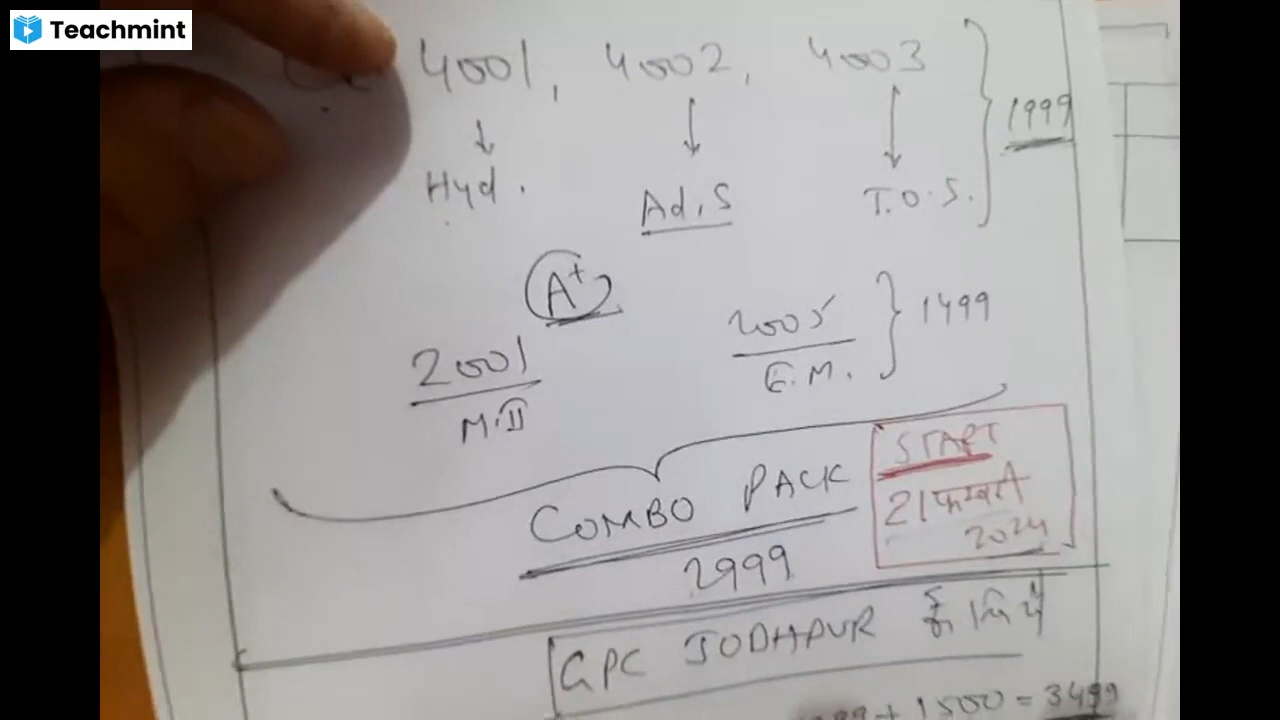 Teachmint
4001, 4002, 4003
1999
Hyd. Ad.S T.O.S.
A+
2001 2005 1499
M.II E.M.
START
COMBO PACK 21 फरवरी
2024
2999
GPC JODHPUR के लिये
+ 1500 = 3499